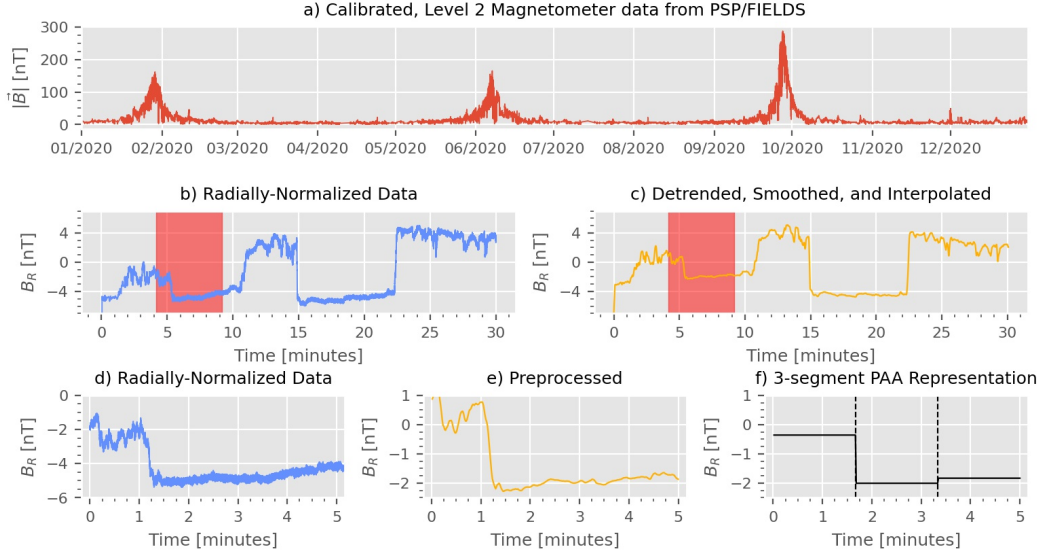 a) Calibrated, Level 2 Magnetometer data from PSP/FIELDS
|B⃗| [nT]
300
200
100
0
01/2020 02/2020 03/2020 04/2020 05/2020 06/2020 07/2020 08/2020 09/2020 10/2020 11/2020 12/2020
b) Radially-Normalized Data
B_R [nT]
4
0
−4
0 5 10 15 20 25 30
Time [minutes]
c) Detrended, Smoothed, and Interpolated
B_R [nT]
4
0
−4
0 5 10 15 20 25 30
Time [minutes]
d) Radially-Normalized Data
B_R [nT]
0
−2
−4
−6
0 1 2 3 4 5
Time [minutes]
e) Preprocessed
B_R [nT]
1
0
−1
−2
0 1 2 3 4 5
Time [minutes]
f) 3-segment PAA Representation
B_R [nT]
1
0
−1
−2
0 1 2 3 4 5
Time [minutes]